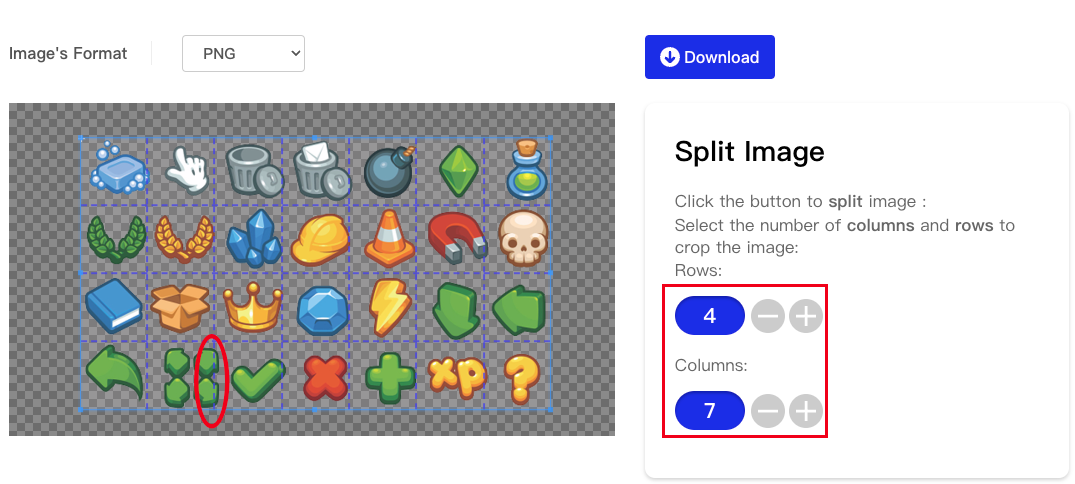 Image's Format
PNG
Download
Split Image
Click the button to split image :
Select the number of columns and rows to
crop the image:
Rows:
4
Columns:
7
xp
?